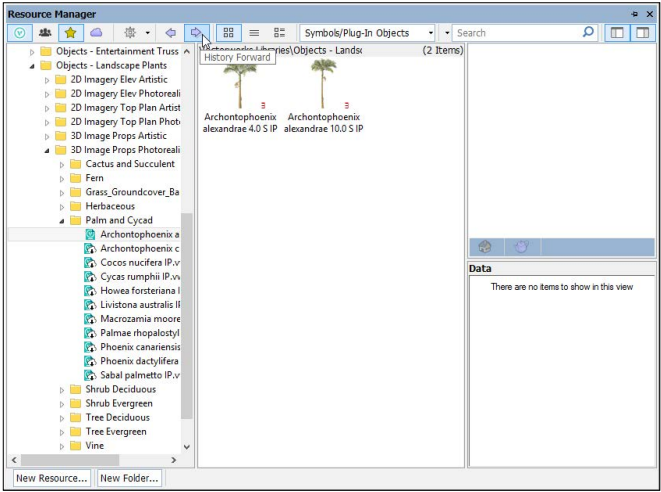 Resource Manager
Symbols/Plug-In Objects
Search
History Forward
Libraries\Objects - Lands
(2 Items)
Objects - Entertainment Truss
Objects - Landscape Plants
2D Imagery Elev Artistic
2D Imagery Elev Photoreali
2D Imagery Top Plan Artist
2D Imagery Top Plan Photo
3D Image Props Artistic
3D Image Props Photoreali
Cactus and Succulent
Fern
Grass_Groundcover_Ba
Herbaceous
Palm and Cycad
Archontophoenix a
Archontophoenix c
Cocos nucifera IP.v
Cycas rumphii IP.vw
Howea forsteriana I
Livistona australis IP
Macrozamia moore
Palmae rhopalostyl
Phoenix canariensis
Phoenix dactylifera
Sabal palmetto IP.v
Shrub Deciduous
Shrub Evergreen
Tree Deciduous
Tree Evergreen
Vine
Archontophoenix
alexandrae 4.0 S IP
Archontophoenix
alexandrae 10.0 S IP
Data
There are no items to show in this view
New Resource...
New Folder...